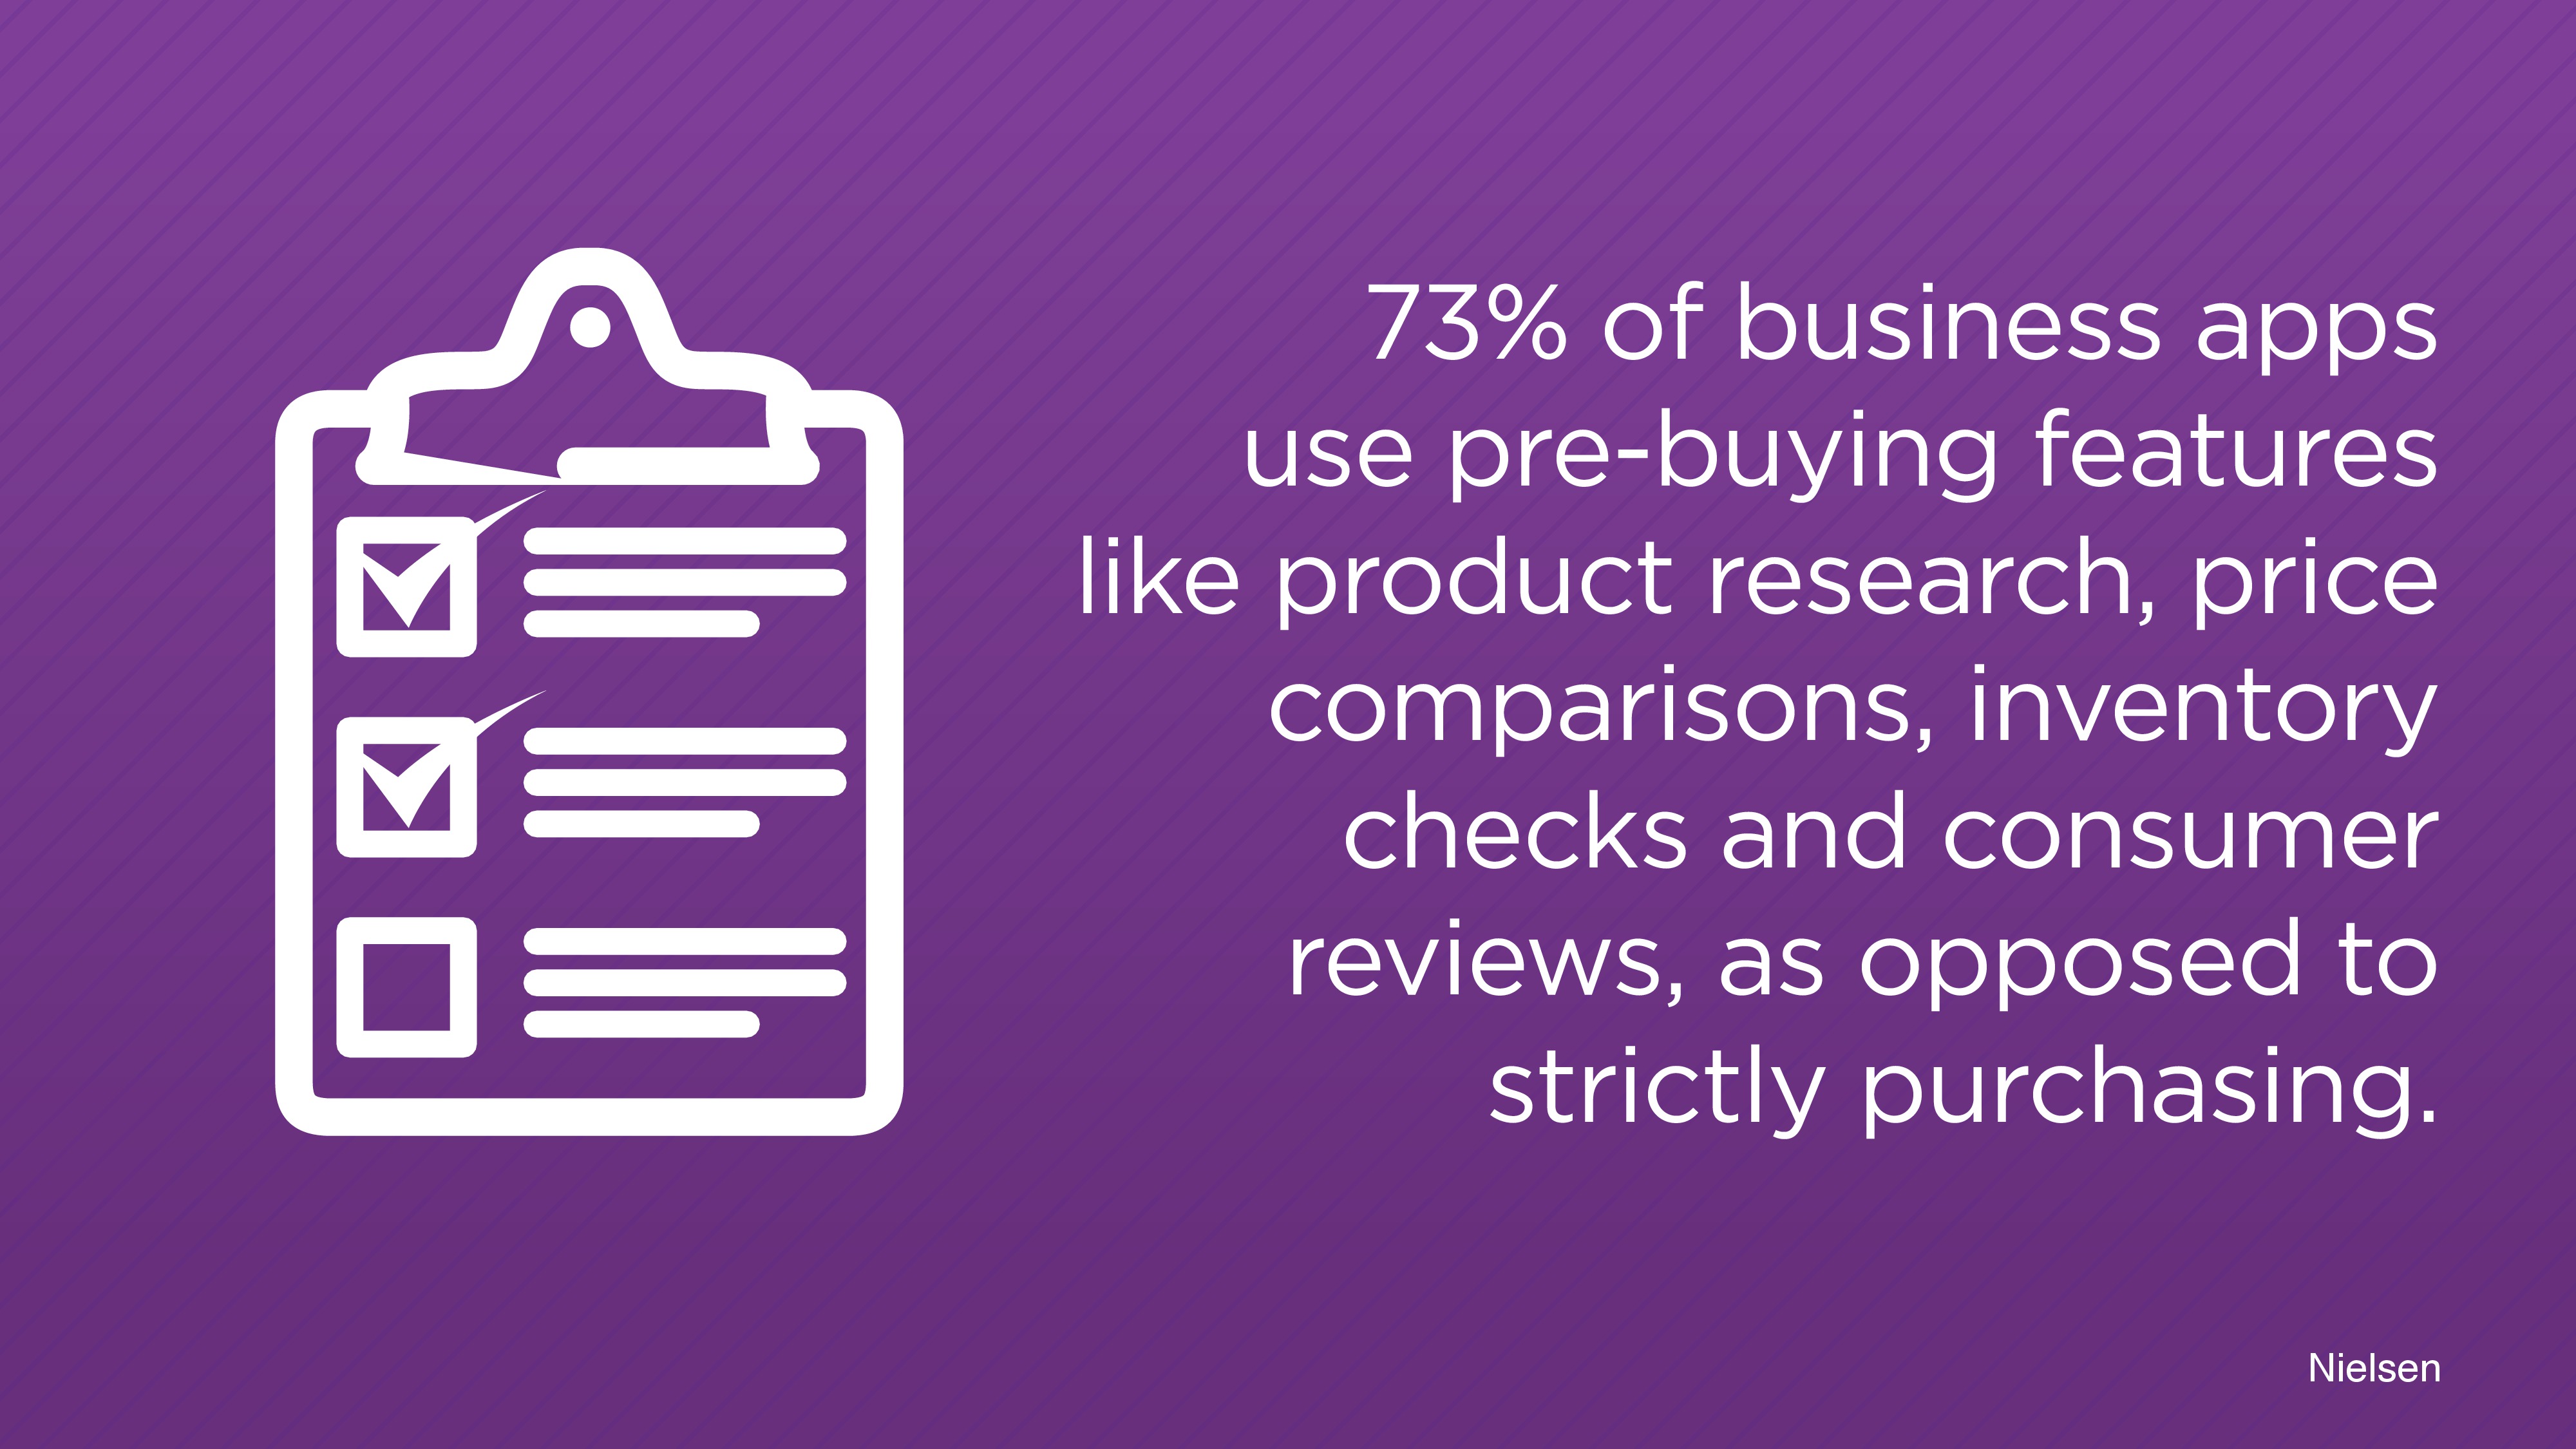 73% of business apps
use pre-buying features
like product research, price
comparisons, inventory
checks and consumer
reviews, as opposed to
strictly purchasing.
Nielsen